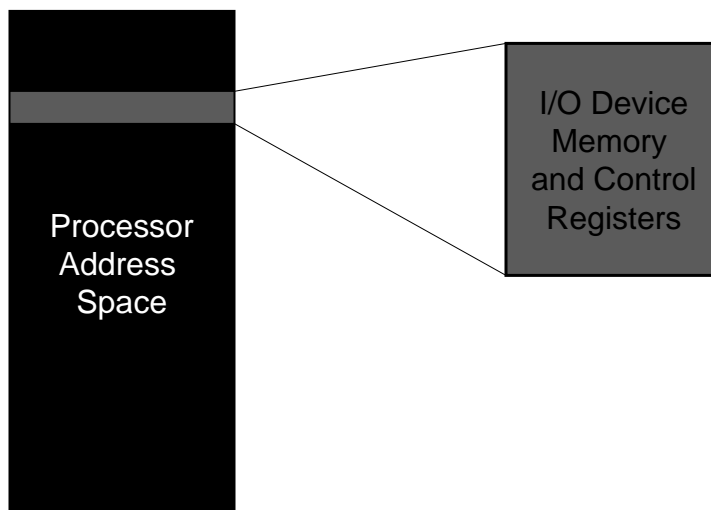 Processor
Address
Space
I/O Device
Memory
and Control
Registers